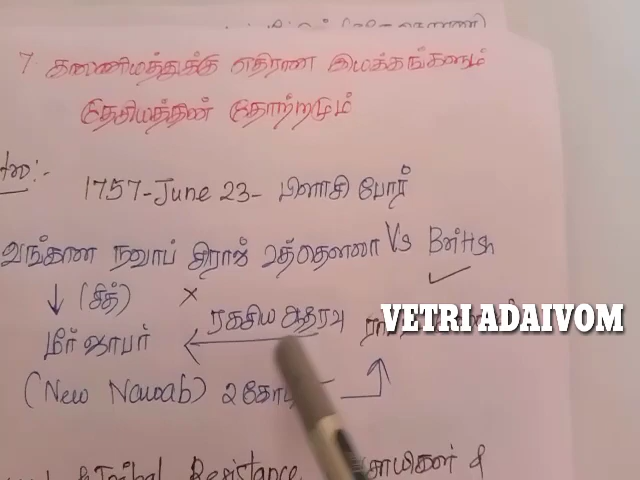 7. காலனியத்துக்கு எதிரான இயக்கங்களும்
தேசியத்தின் தோற்றமும்
1757-June 23- பிளாசி போர்
வங்காள நவாப் சிராஜ் உத்தௌலா Vs British
↓ (சித்) × ரகசிய ஆதரவு
மீர் ஜாபர்
(New Nawab) 2கோடி
VETRI ADAIVOM
Tribal Resistance